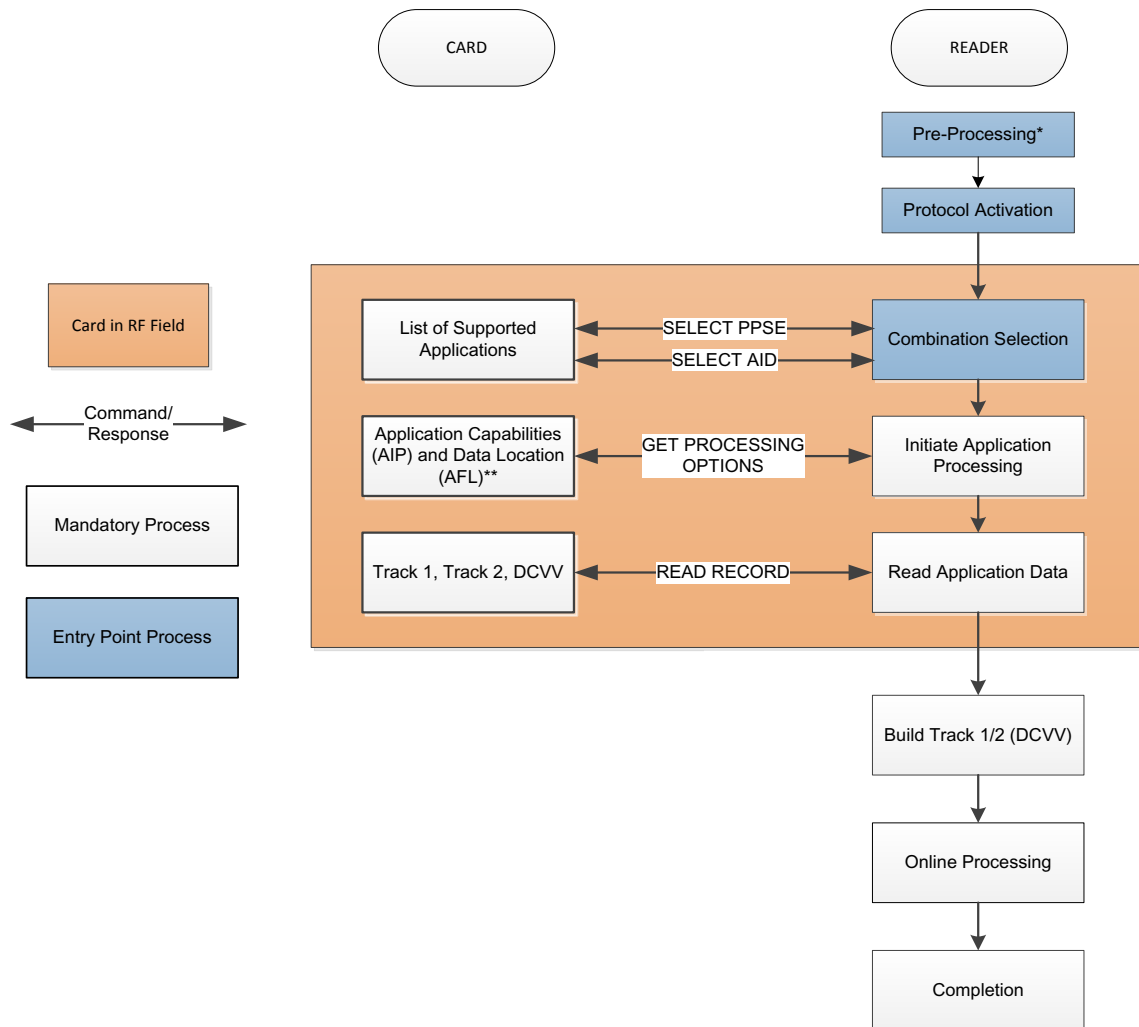 CARD
READER
Pre-Processing*
Protocol Activation
Card in RF Field
List of Supported
Applications
SELECT PPSE
SELECT AID
Combination Selection
Command/
Response
Application Capabilities
(AIP) and Data Location
(AFL)**
GET PROCESSING
OPTIONS
Initiate Application
Processing
Mandatory Process
Track 1, Track 2, DCVV
READ RECORD
Read Application Data
Entry Point Process
Build Track 1/2 (DCVV)
Online Processing
Completion